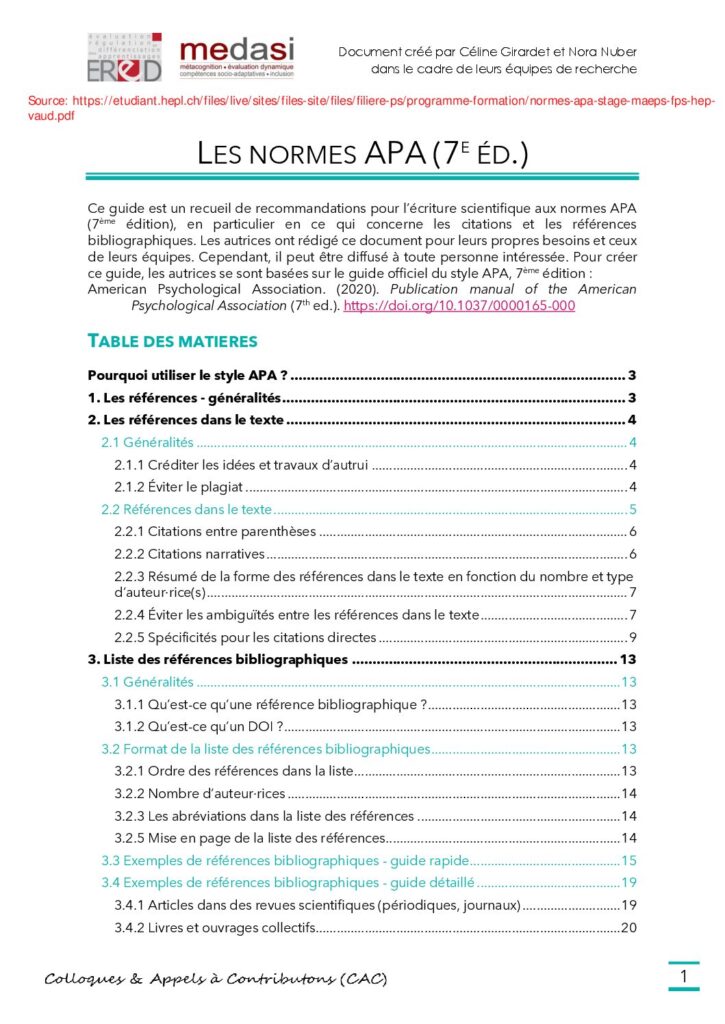 évaluation
régulation
différenciation
apprentissages
EReD
medasi
métacognition • évaluation dynamique
compétences socio-adaptatives • inclusion
Document créé par Céline Girardet et Nora Nuber
dans le cadre de leurs équipes de recherche
Source: https://etudiant.hepl.ch/files/live/sites/files-site/files/filiere-ps/programme-formation/normes-apa-stage-maeps-fps-hep-
vaud.pdf
LES NORMES APA (7E ÉD.)
Ce guide est un recueil de recommandations pour l’écriture scientifique aux normes APA
(7ème édition), en particulier en ce qui concerne les citations et les références
bibliographiques. Les autrices ont rédigé ce document pour leurs propres besoins et ceux
de leurs équipes. Cependant, il peut être diffusé à toute personne intéressée. Pour créer
ce guide, les autrices se sont basées sur le guide officiel du style APA, 7ème édition :
American Psychological Association. (2020). Publication manual of the American
Psychological Association (7th ed.). https://doi.org/10.1037/0000165-000
TABLE DES MATIERES
Pourquoi utiliser le style APA ? ........ 3
1. Les références - généralités ........ 3
2. Les références dans le texte ........ 4
2.1 Généralités ........ 4
2.1.1 Créditer les idées et travaux d’autrui ........ 4
2.1.2 Éviter le plagiat ........ 4
2.2 Références dans le texte ........ 5
2.2.1 Citations entre parenthèses ........ 6
2.2.2 Citations narratives ........ 6
2.2.3 Résumé de la forme des références dans le texte en fonction du nombre et type
d’auteur·rice(s) ........ 7
2.2.4 Éviter les ambiguïtés entre les références dans le texte ........ 7
2.2.5 Spécificités pour les citations directes ........ 9
3. Liste des références bibliographiques ........ 13
3.1 Généralités ........ 13
3.1.1 Qu’est-ce qu’une référence bibliographique ? ........ 13
3.1.2 Qu’est-ce qu’un DOI ? ........ 13
3.2 Format de la liste des références bibliographiques ........ 13
3.2.1 Ordre des références dans la liste ........ 13
3.2.2 Nombre d’auteur·rices ........ 14
3.2.3 Les abréviations dans la liste des références ........ 14
3.2.5 Mise en page de la liste des références ........ 14
3.3 Exemples de références bibliographiques - guide rapide ........ 15
3.4 Exemples de références bibliographiques - guide détaillé ........ 19
3.4.1 Articles dans des revues scientifiques (périodiques, journaux) ........ 19
3.4.2 Livres et ouvrages collectifs ........ 20
Colloques & Appels à Contributons (CAC)
1